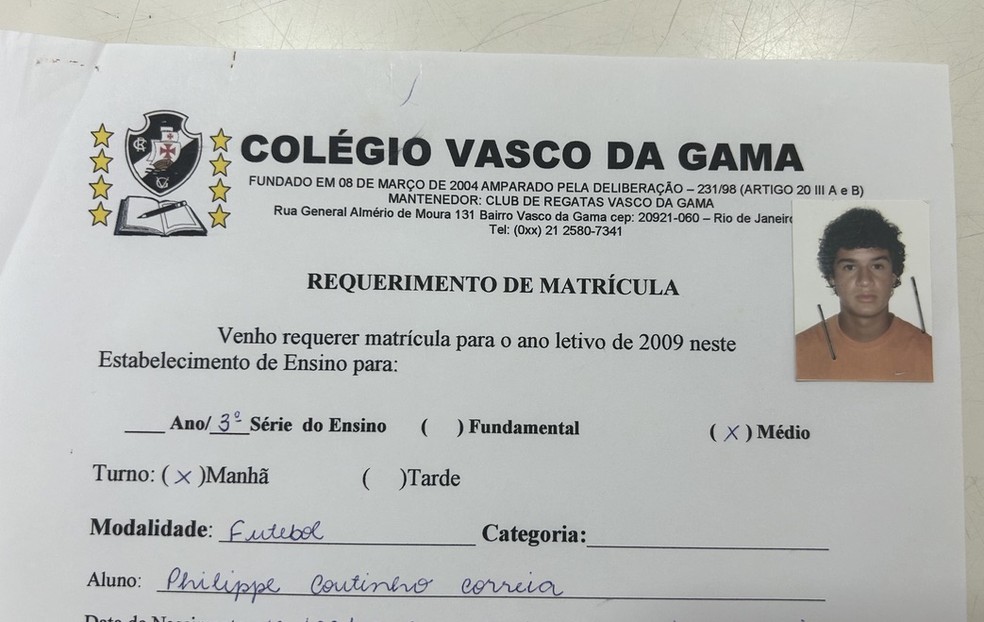 COLÉGIO VASCO DA GAMA
FUNDADO EM 08 DE MARÇO DE 2004 AMPARADO PELA DELIBERAÇÃO – 231/98 (ARTIGO 20 III A e B)
MANTENEDOR: CLUB DE REGATAS VASCO DA GAMA
Rua General Almério de Moura 131 Bairro Vasco da Gama cep: 20921-060 – Rio de Janeiro
Tel: (0xx) 21 2580-7341
REQUERIMENTO DE MATRÍCULA
Venho requerer matrícula para o ano letivo de 2009 neste
Estabelecimento de Ensino para:
____ Ano/ 3º Série do Ensino ( ) Fundamental (x) Médio
Turno: (x)Manhã ( )Tarde
Modalidade: Futebol Categoria:
Aluno: Philippe Coutinho Correia